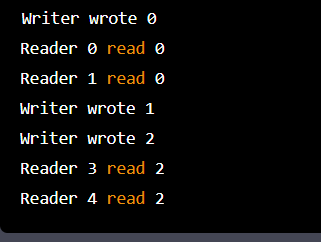 Writer wrote 0
Reader 0 read 0
Reader 1 read 0
Writer wrote 1
Writer wrote 2
Reader 3 read 2
Reader 4 read 2